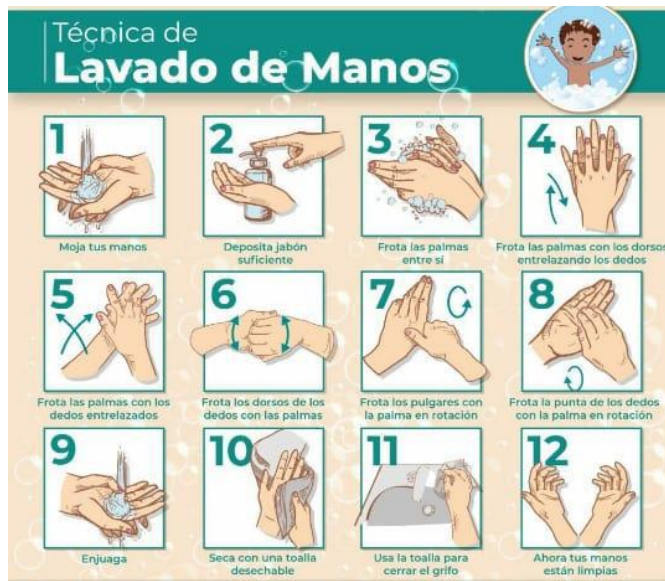 Técnica de
Lavado de Manos
1
Moja tus manos
2
Deposita jabón
suficiente
3
Frota las palmas
entre sí
4
Frota las palmas con los dorsos
entrelazando los dedos
5
Frota las palmas con los
dedos entrelazados
6
Frota los dorsos de los
dedos con las palmas
7
Frota los pulgares con
la palma en rotación
8
Frota la punta de los dedos
con la palma en rotación
9
Enjuaga
10
Seca con una toalla
desechable
11
Usa la toalla para
cerrar el grifo
12
Ahora tus manos
están limpias